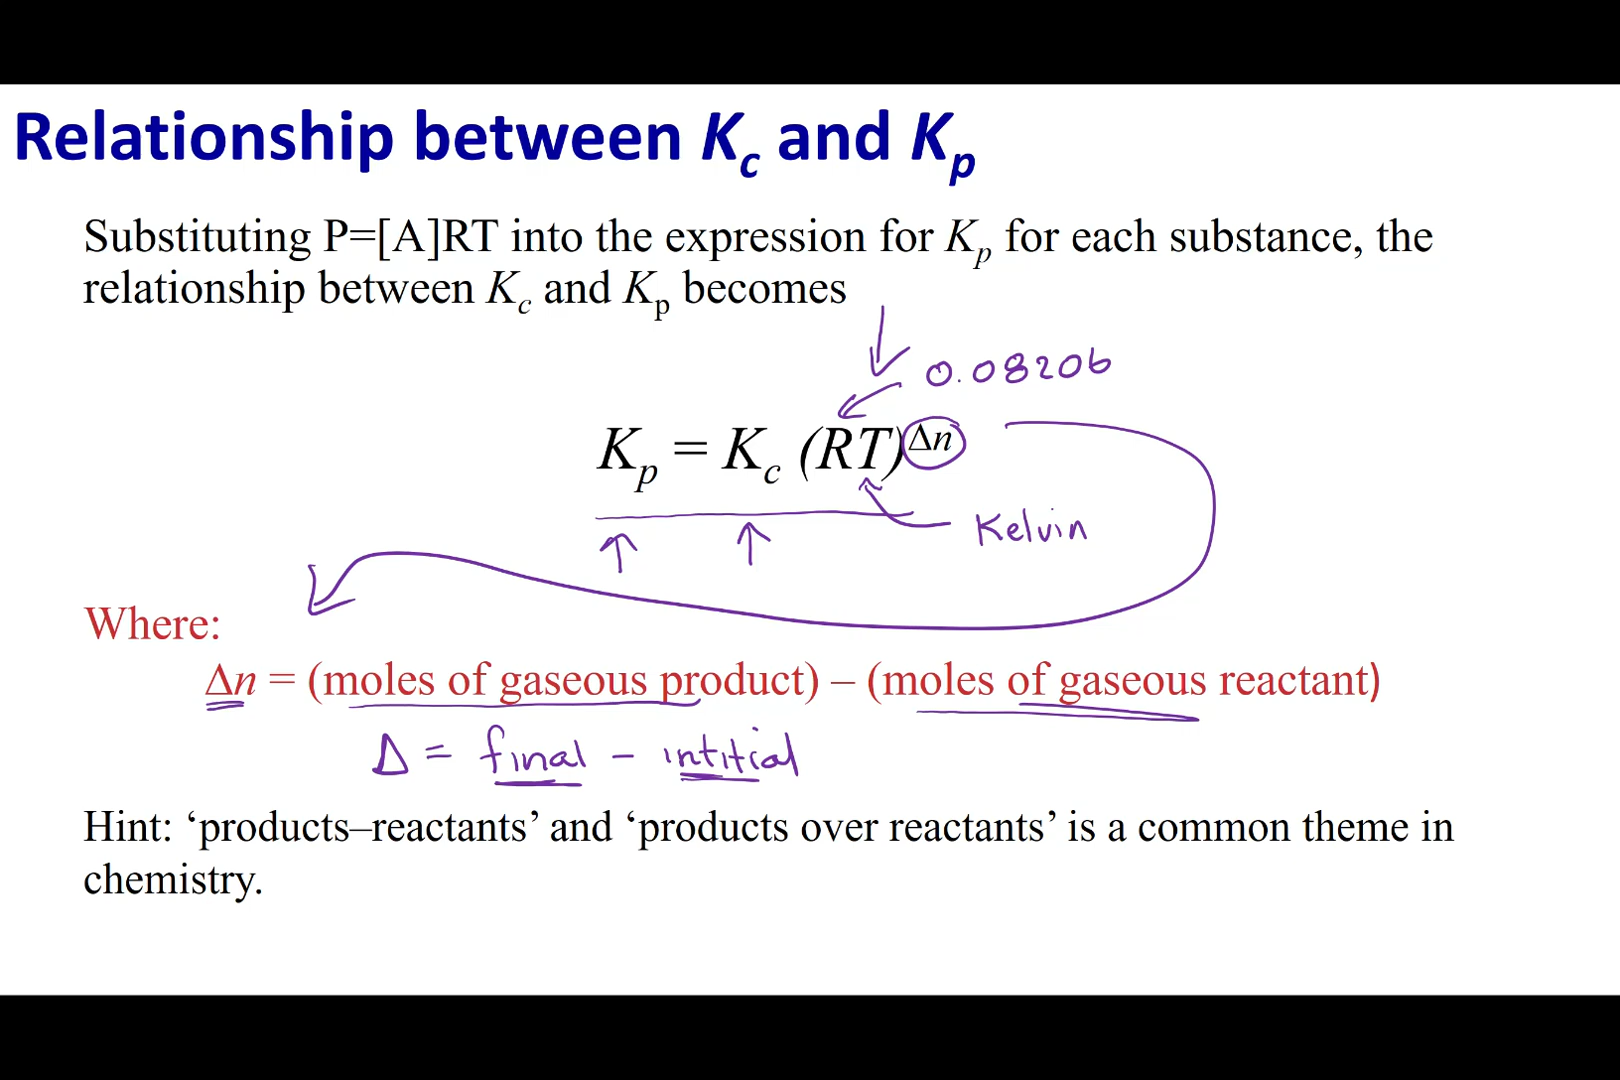 Relationship between Kc and Kp
Substituting P=[A]RT into the expression for Kp for each substance, the
relationship between Kc and Kp becomes
0.08206
Kp = Kc (RT)^Δn
Kelvin
Where:
Δn = (moles of gaseous product) – (moles of gaseous reactant)
Δ = final - intitial
Hint: ‘products–reactants’ and ‘products over reactants’ is a common theme in
chemistry.